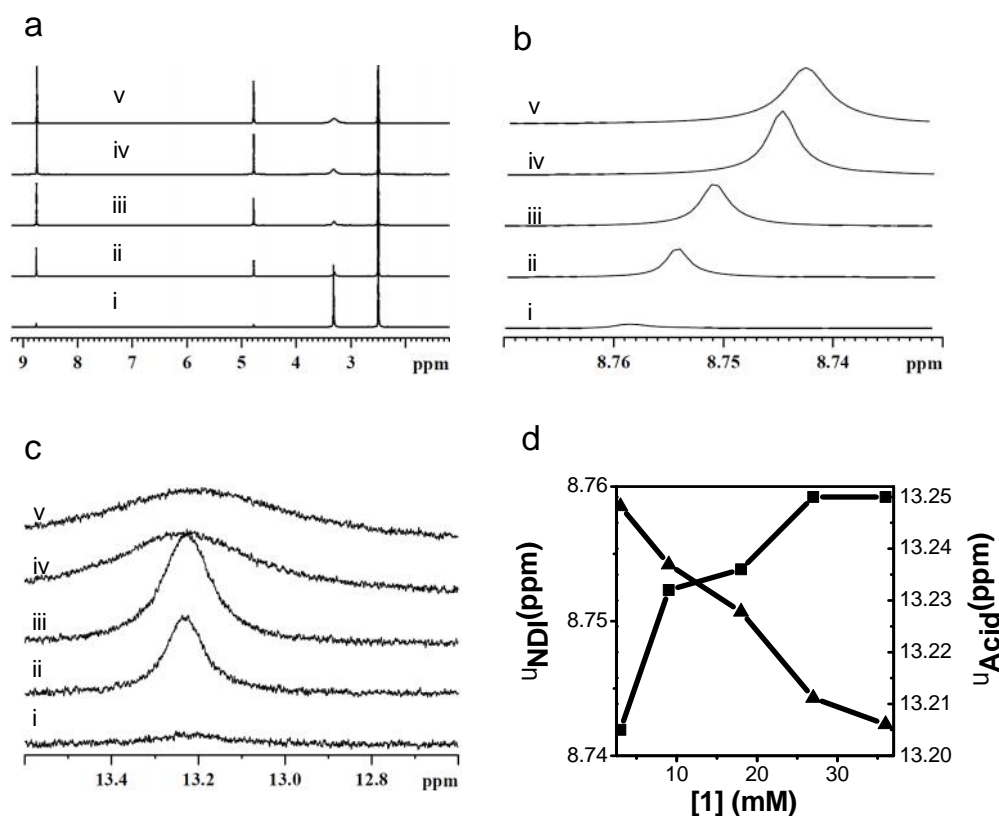 a
v
iv
iii
ii
i
9 8 7 6 5 4 3 ppm
b
v
iv
iii
ii
i
8.76 8.75 8.74 ppm
c
v
iv
iii
ii
i
13.4 13.2 13.0 12.8 ppm
d
8.76
8.75
8.74
uNDI(ppm)
13.25
13.24
13.23
13.22
13.21
13.20
uAcid(ppm)
10 20 30
[1] (mM)